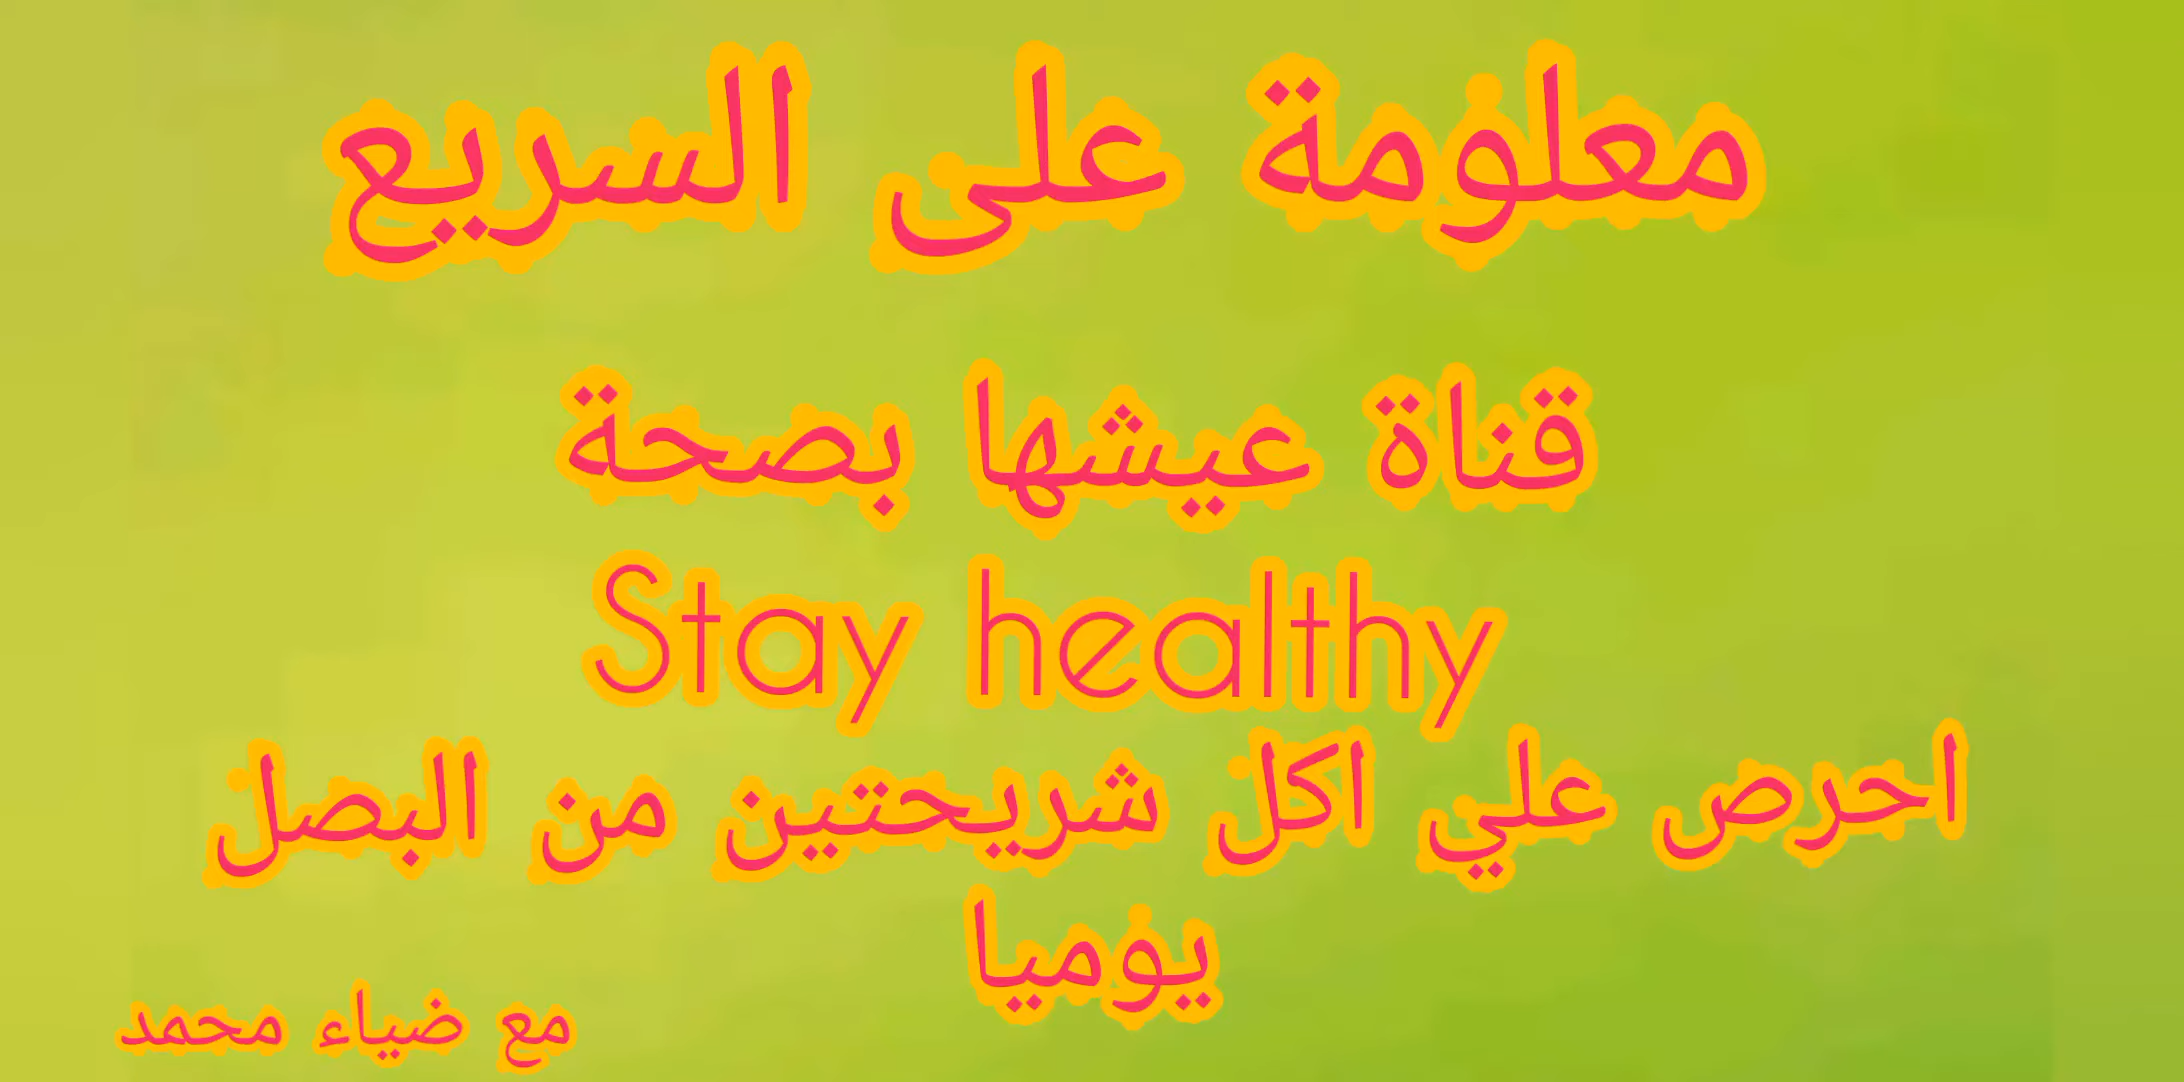 معلومة على السريع
قناة عيشها بصحة
Stay healthy
احرص علي اكل شريحتين من البصل
يوميا
مع ضياء محمد